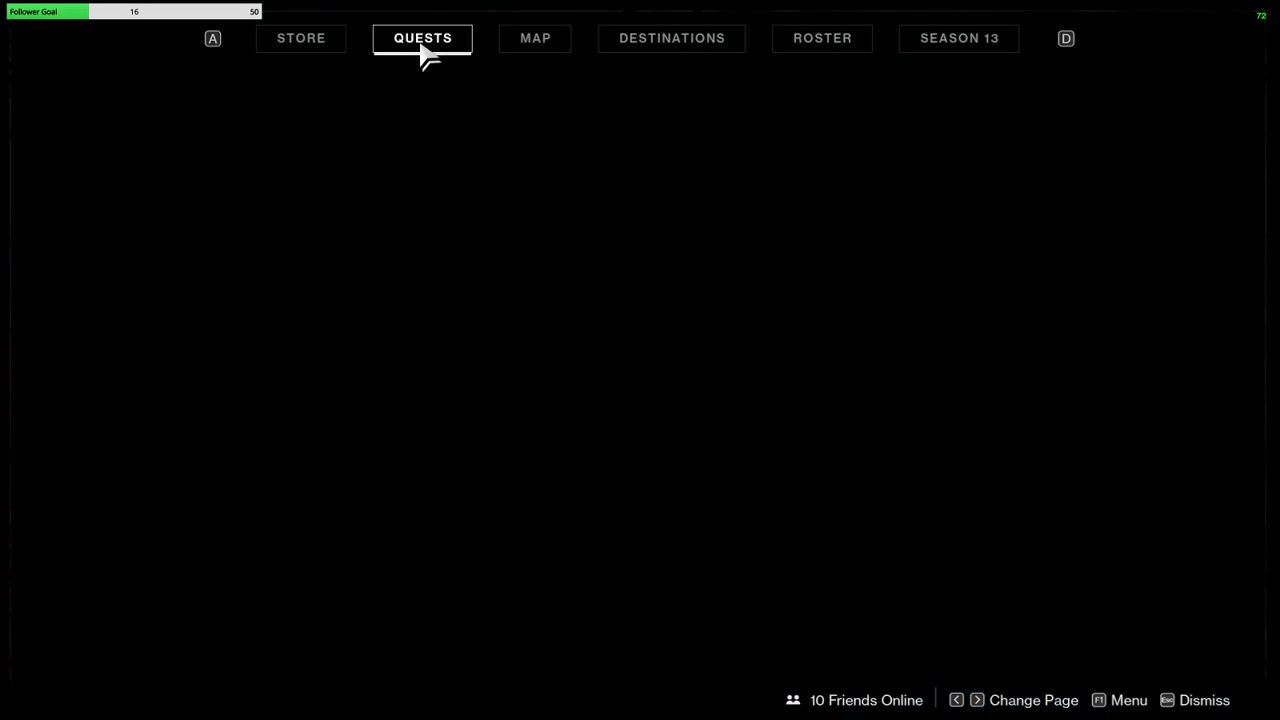 Follower Goal 16 50
72
A STORE QUESTS MAP DESTINATIONS ROSTER SEASON 13 D
10 Friends Online < > Change Page F1 Menu Esc Dismiss